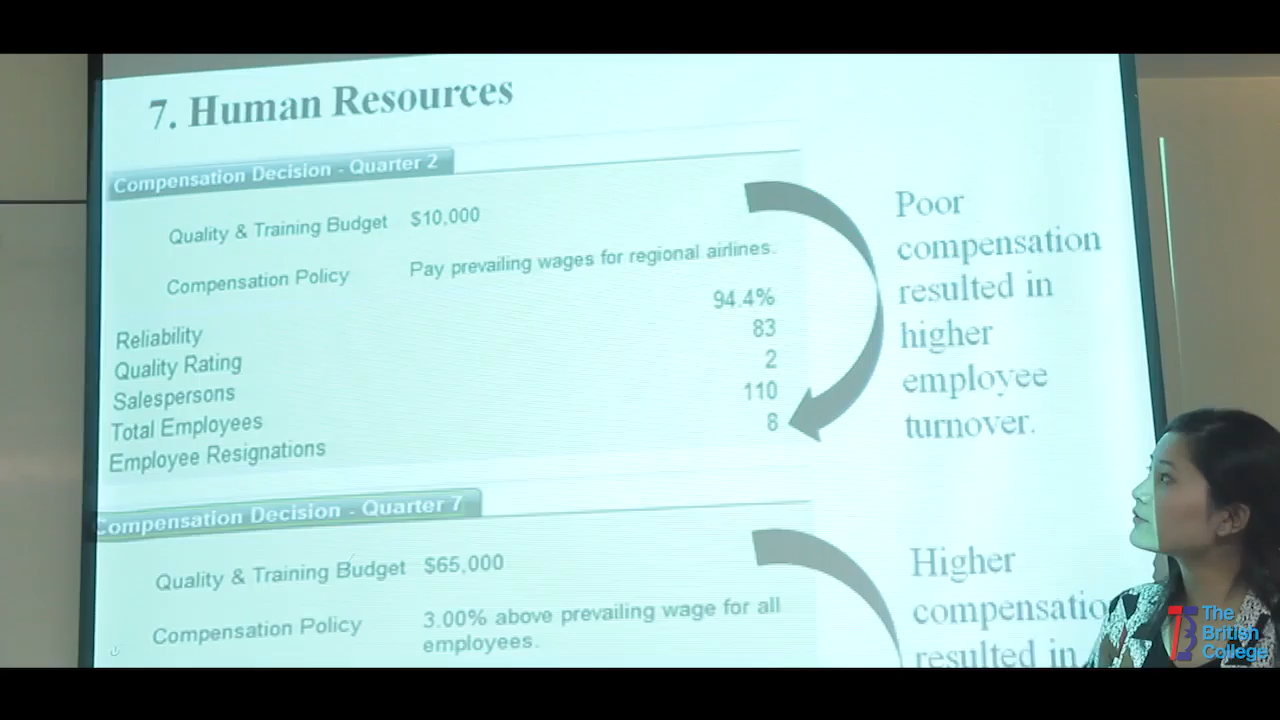 7. Human Resources
Compensation Decision - Quarter 2
Quality & Training Budget $10,000
Compensation Policy Pay prevailing wages for regional airlines.
Reliability 94.4%
Quality Rating 83
Salespersons 2
Total Employees 110
Employee Resignations 8
Poor
compensation
resulted in
higher
employee
turnover.
Compensation Decision - Quarter 7
Quality & Training Budget $65,000
Compensation Policy 3.00% above prevailing wage for all
employees.
Higher
compensatio
resulted in
The
British
College